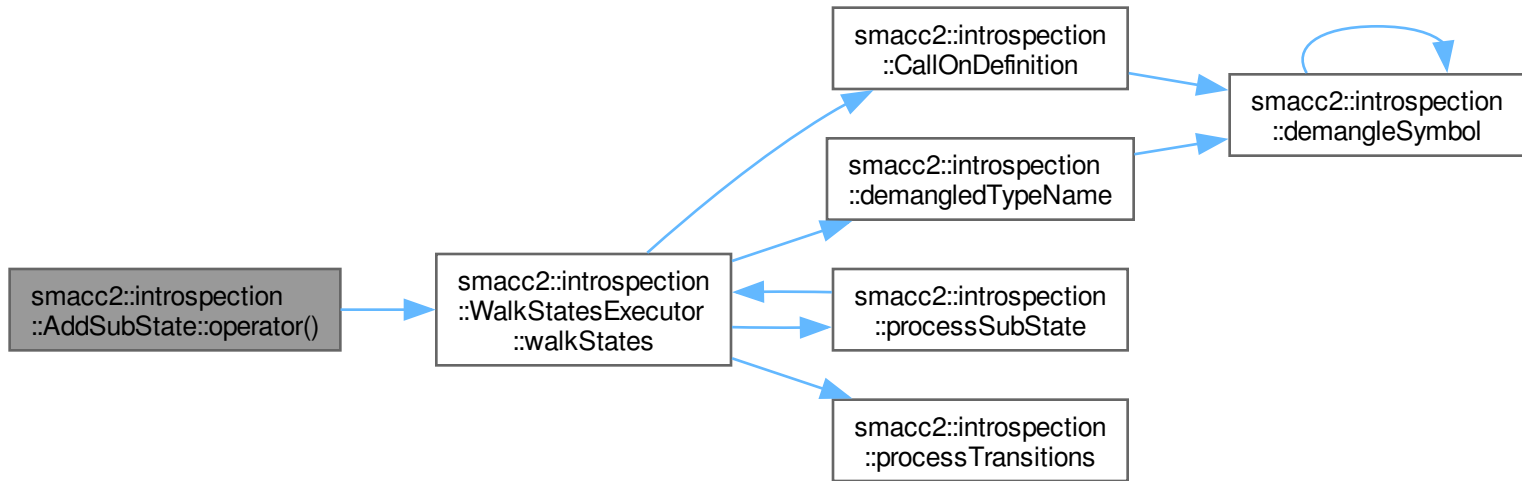 smacc2::introspection
::AddSubState::operator()
smacc2::introspection
::WalkStatesExecutor
::walkStates
smacc2::introspection
::CallOnDefinition
smacc2::introspection
::demangleSymbol
smacc2::introspection
::demangledTypeName
smacc2::introspection
::processSubState
smacc2::introspection
::processTransitions